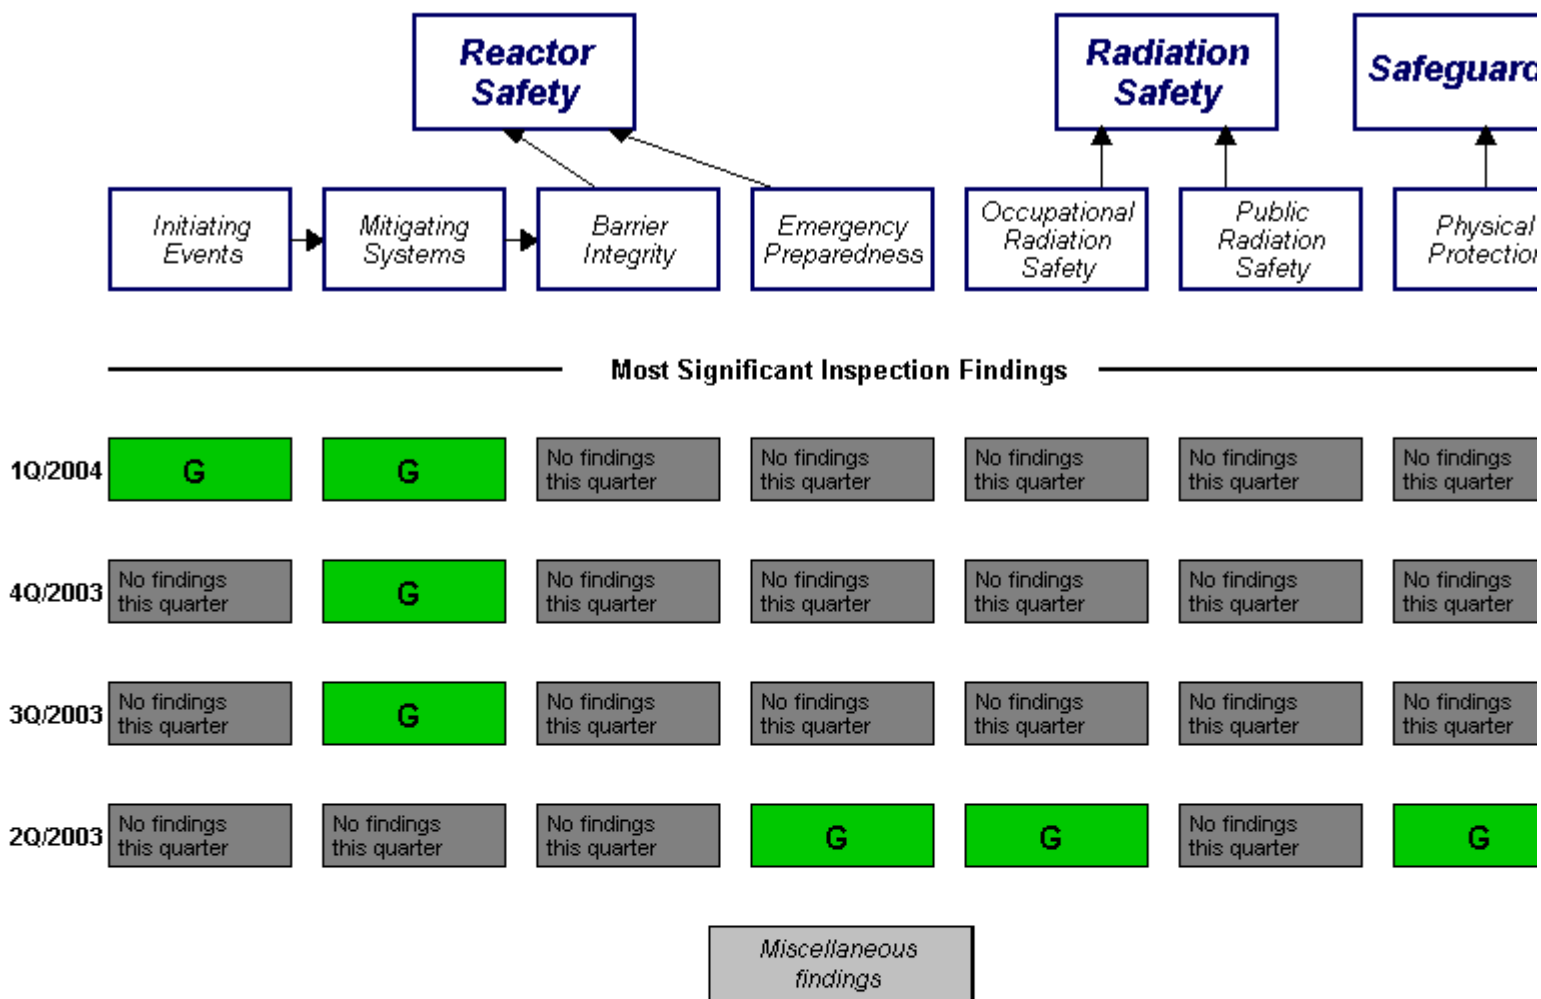 Reactor
Safety
Radiation
Safety
Safeguard
Initiating
Events
Mitigating
Systems
Barrier
Integrity
Emergency
Preparedness
Occupational
Radiation
Safety
Public
Radiation
Safety
Physical
Protection
Most Significant Inspection Findings
1Q/2004
G
G
No findings
this quarter
No findings
this quarter
No findings
this quarter
No findings
this quarter
No findings
this quarter
4Q/2003
No findings
this quarter
G
No findings
this quarter
No findings
this quarter
No findings
this quarter
No findings
this quarter
No findings
this quarter
3Q/2003
No findings
this quarter
G
No findings
this quarter
No findings
this quarter
No findings
this quarter
No findings
this quarter
No findings
this quarter
2Q/2003
No findings
this quarter
No findings
this quarter
No findings
this quarter
G
G
No findings
this quarter
G
Miscellaneous
findings